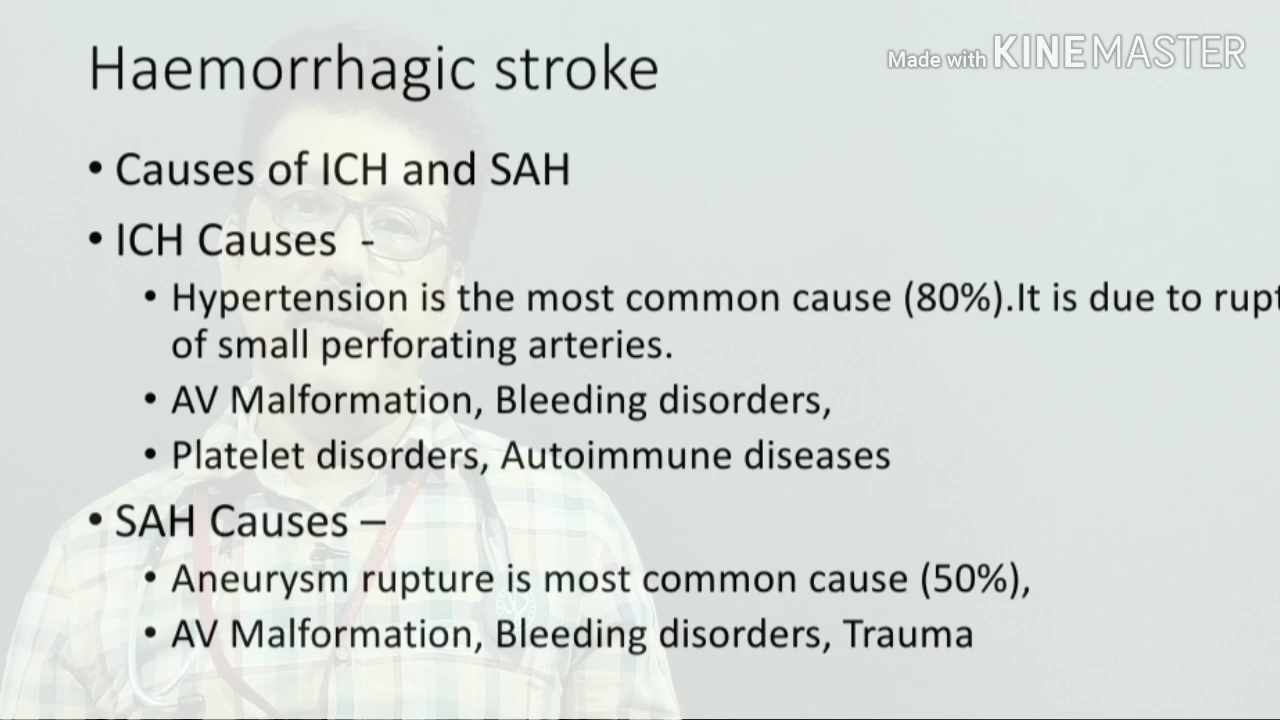 Haemorrhagic stroke
Made with KINEMASTER
• Causes of ICH and SAH
• ICH Causes -
• Hypertension is the most common cause (80%).It is due to rupt
of small perforating arteries.
• AV Malformation, Bleeding disorders,
• Platelet disorders, Autoimmune diseases
• SAH Causes –
• Aneurysm rupture is most common cause (50%),
• AV Malformation, Bleeding disorders, Trauma